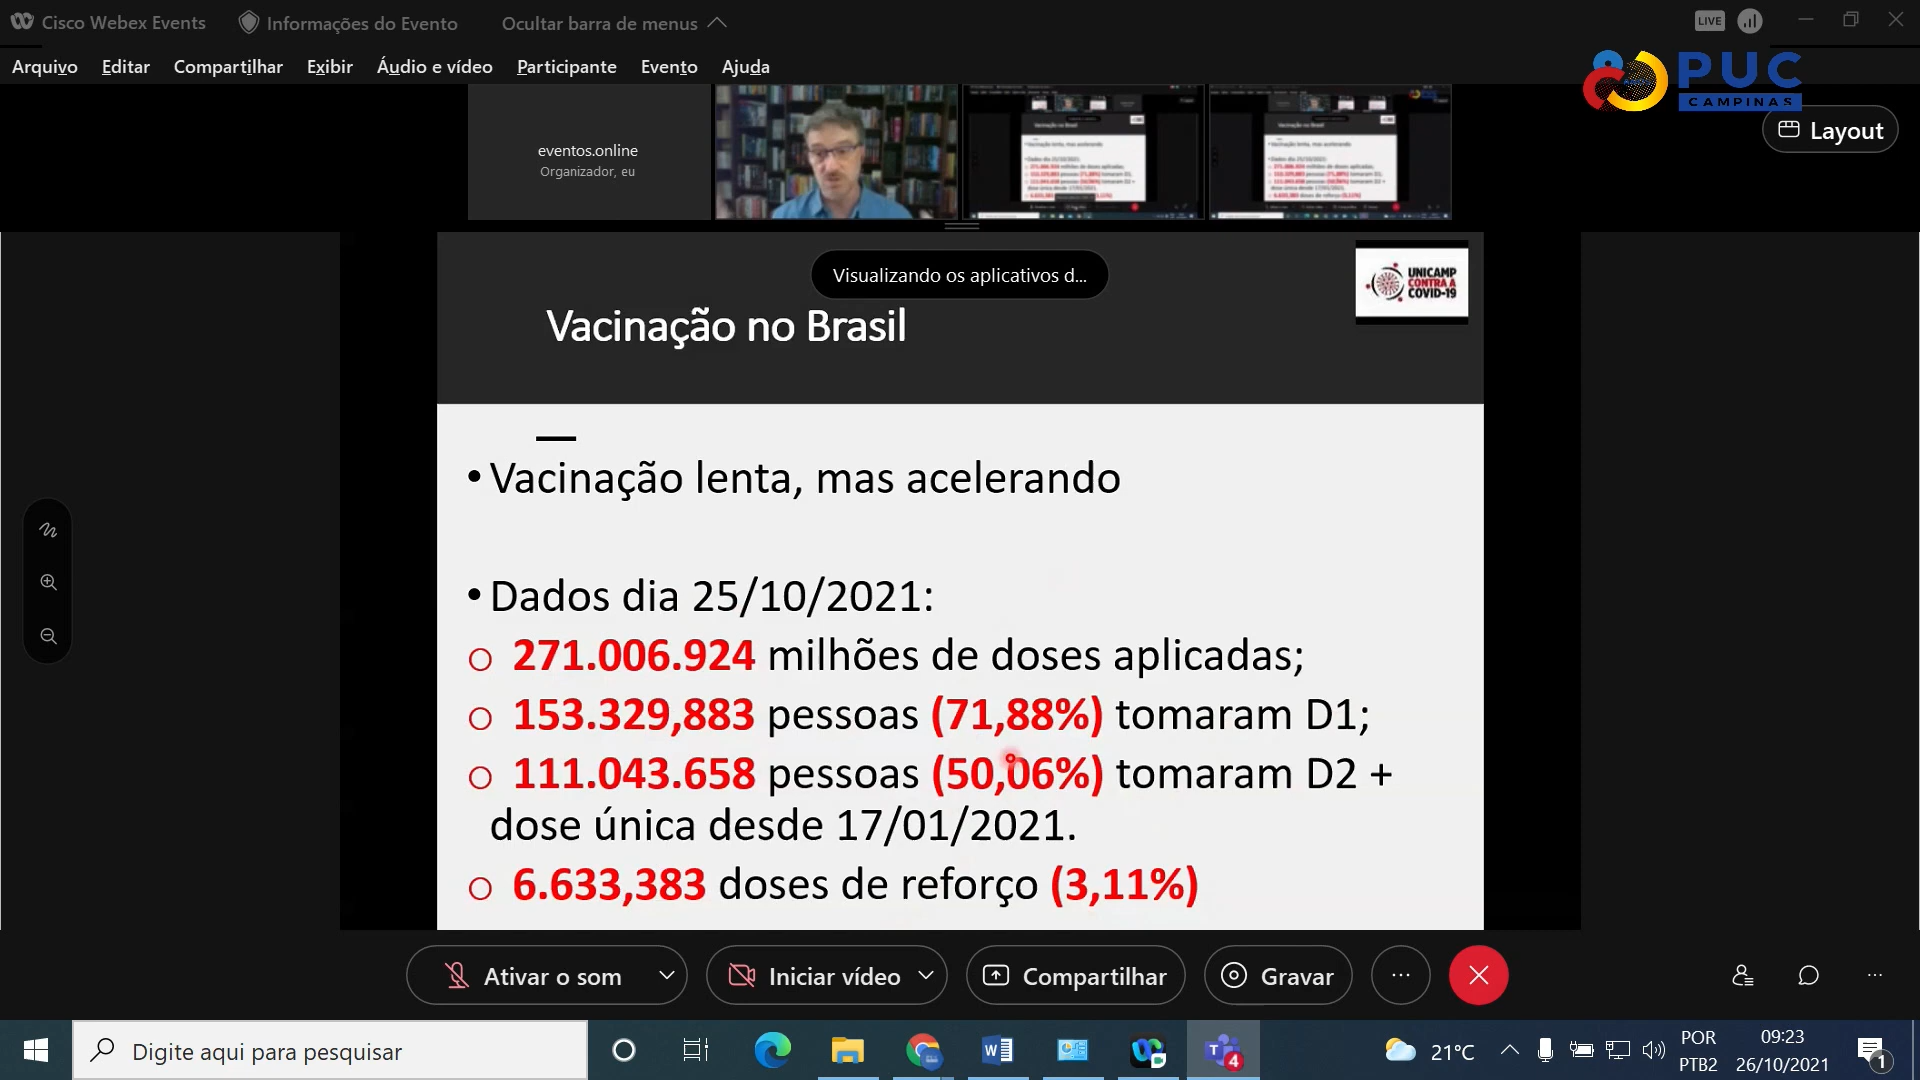 Cisco Webex Events
Informações do Evento
Ocultar barra de menus
LIVE
Arquivo Editar Compartilhar Exibir Áudio e vídeo Participante Evento Ajuda
PUC
CAMPINAS
Layout
eventos.online
Organizador, eu
Visualizando os aplicativos d...
UNICAMP
CONTRA A
COVID-19
Vacinação no Brasil
• Vacinação lenta, mas acelerando
• Dados dia 25/10/2021:
o 271.006.924 milhões de doses aplicadas;
o 153.329,883 pessoas (71,88%) tomaram D1;
o 111.043.658 pessoas (50,06%) tomaram D2 +
dose única desde 17/01/2021.
o 6.633,383 doses de reforço (3,11%)
Ativar o som
Iniciar vídeo
Compartilhar
Gravar
Digite aqui para pesquisar
4
21°C
POR
PTB2
09:23
26/10/2021
1